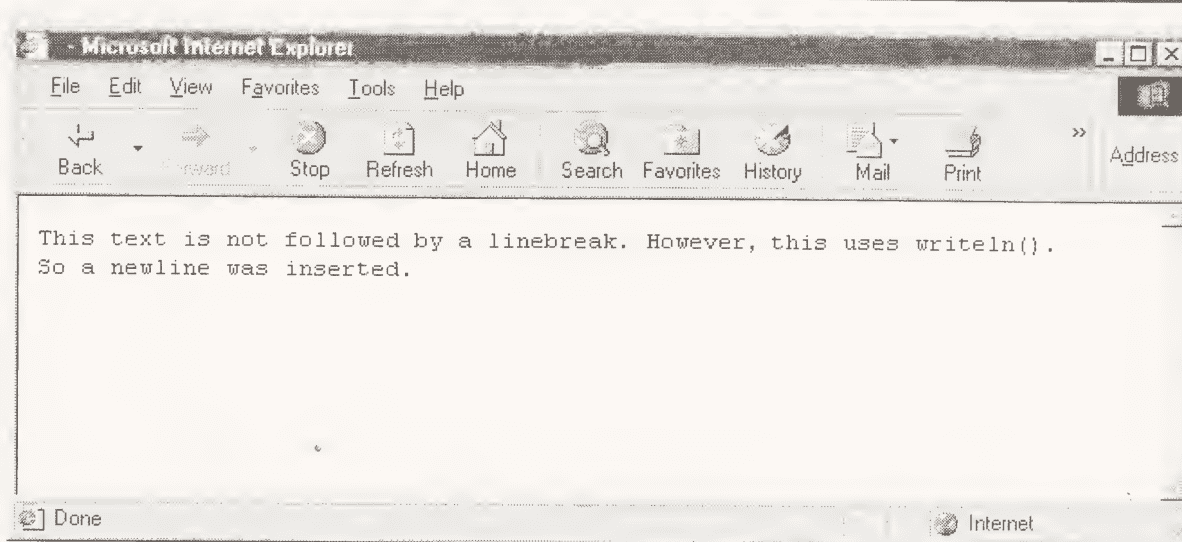 - Microsoft Internet Explorer
File Edit View Favorites Tools Help
Back Forward Stop Refresh Home Search Favorites History Mail Print » Address
This text is not followed by a linebreak. However, this uses writeln().
So a newline was inserted.
Done Internet